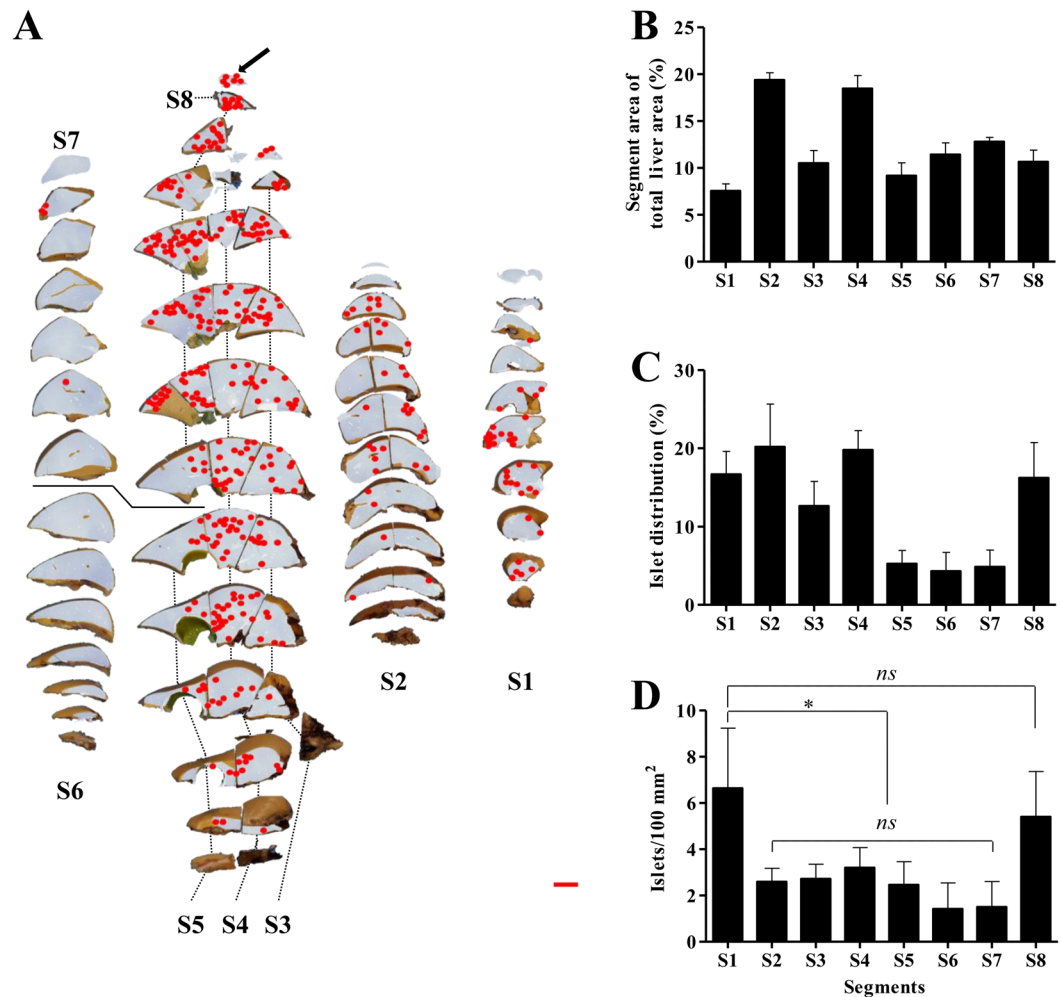 A
S8
S7
S6
S2
S1
S5 S4 S3
B
Segment area of
total liver area (%)
25
20
15
10
5
0
S1 S2 S3 S4 S5 S6 S7 S8
C
Islet distribution (%)
30
20
10
0
S1 S2 S3 S4 S5 S6 S7 S8
D
Islets/100 mm²
10
8
6
4
2
0
ns
*
ns
S1 S2 S3 S4 S5 S6 S7 S8
Segments